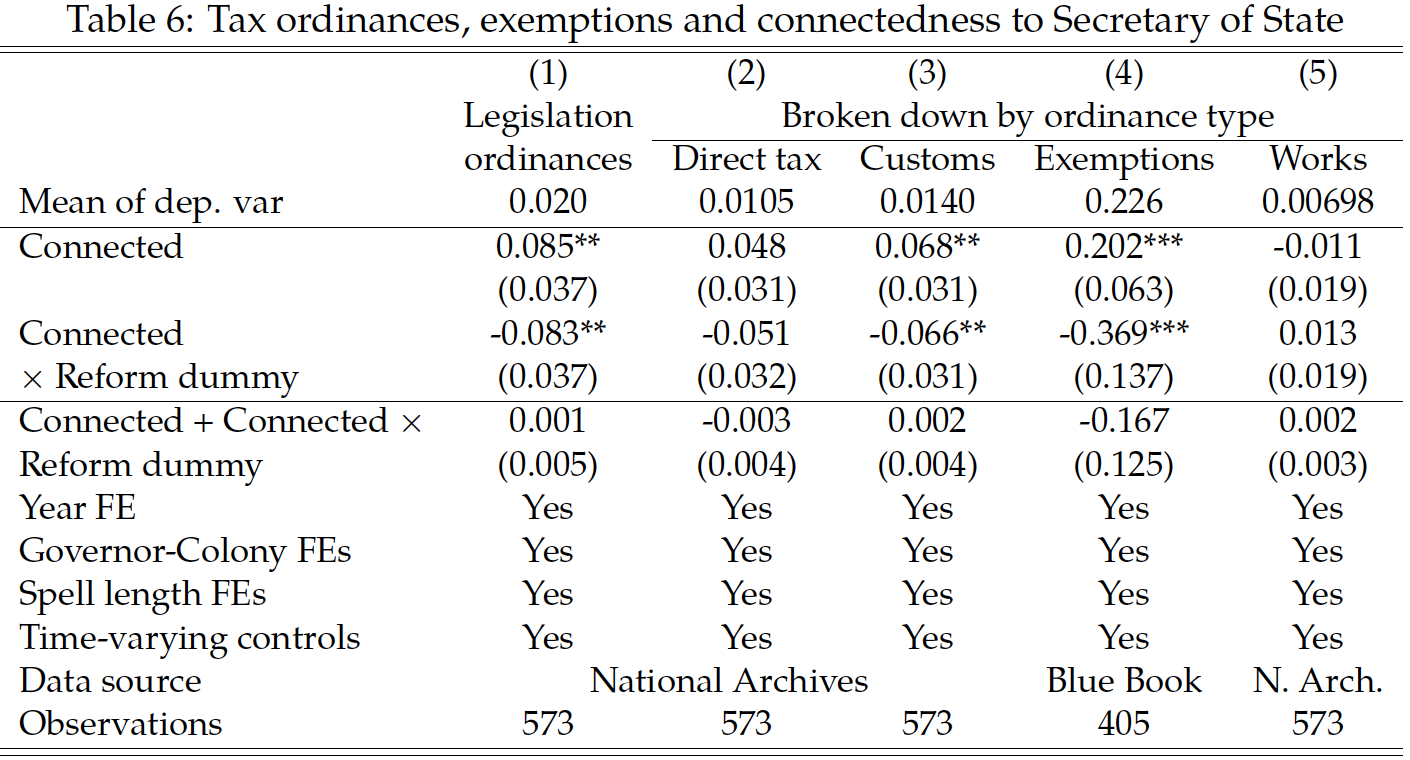 Table 6: Tax ordinances, exemptions and connectedness to Secretary of State
(1) (2) (3) (4) (5)
Legislation Broken down by ordinance type
ordinances Direct tax Customs Exemptions Works
Mean of dep. var 0.020 0.0105 0.0140 0.226 0.00698
Connected 0.085** 0.048 0.068** 0.202*** -0.011
(0.037) (0.031) (0.031) (0.063) (0.019)
Connected -0.083** -0.051 -0.066** -0.369*** 0.013
× Reform dummy (0.037) (0.032) (0.031) (0.137) (0.019)
Connected + Connected × 0.001 -0.003 0.002 -0.167 0.002
Reform dummy (0.005) (0.004) (0.004) (0.125) (0.003)
Year FE Yes Yes Yes Yes Yes
Governor-Colony FEs Yes Yes Yes Yes Yes
Spell length FEs Yes Yes Yes Yes Yes
Time-varying controls Yes Yes Yes Yes Yes
Data source National Archives Blue Book N. Arch.
Observations 573 573 573 405 573